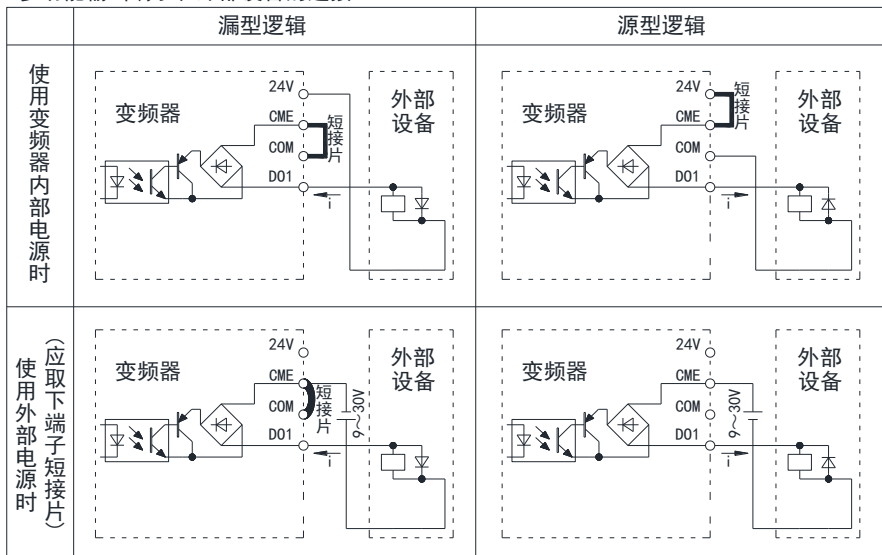 漏型逻辑
源型逻辑
使用变频器内部电源时
变频器
24V
CME
COM
DO1
短接片
i
外部
设备
变频器
24V
CME
COM
DO1
短接片
i
外部
设备
使用外部电源时
(应取下端子短接片)
变频器
24V
CME
COM
DO1
短接片
9～30V
i
外部
设备
变频器
24V
CME
COM
DO1
9～30V
i
外部
设备